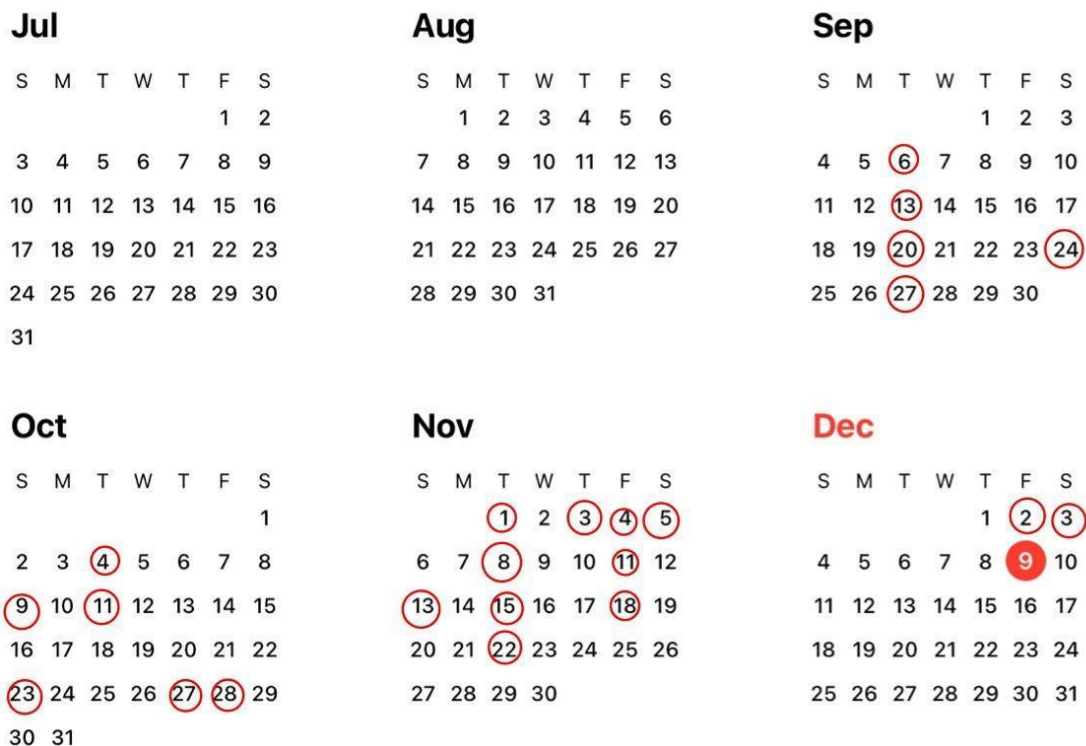 Jul
S M T W T F S
1 2
3 4 5 6 7 8 9
10 11 12 13 14 15 16
17 18 19 20 21 22 23
24 25 26 27 28 29 30
31
Aug
S M T W T F S
1 2 3 4 5 6
7 8 9 10 11 12 13
14 15 16 17 18 19 20
21 22 23 24 25 26 27
28 29 30 31
Sep
S M T W T F S
1 2 3
4 5 6 7 8 9 10
11 12 13 14 15 16 17
18 19 20 21 22 23 24
25 26 27 28 29 30
Oct
S M T W T F S
1
2 3 4 5 6 7 8
9 10 11 12 13 14 15
16 17 18 19 20 21 22
23 24 25 26 27 28 29
30 31
Nov
S M T W T F S
1 2 3 4 5
6 7 8 9 10 11 12
13 14 15 16 17 18 19
20 21 22 23 24 25 26
27 28 29 30
Dec
S M T W T F S
1 2 3
4 5 6 7 8 9 10
11 12 13 14 15 16 17
18 19 20 21 22 23 24
25 26 27 28 29 30 31